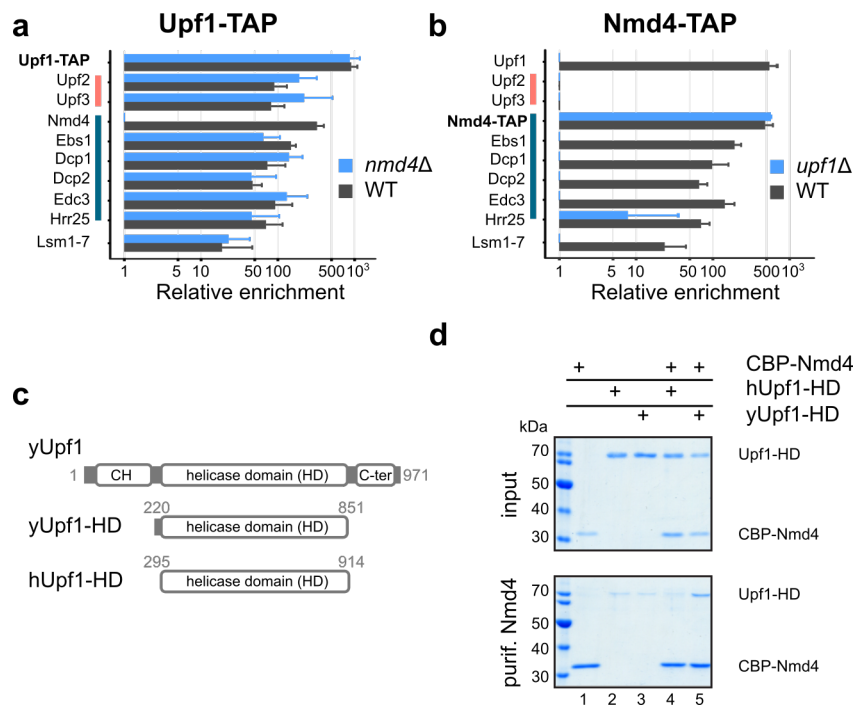 a
Upf1-TAP
Upf1-TAP
Upf2
Upf3
Nmd4
Ebs1
Dcp1
Dcp2
Edc3
Hrr25
Lsm1-7
nmd4Δ
WT
1 5 10 50 100 500 10³
Relative enrichment
b
Nmd4-TAP
Upf1
Upf2
Upf3
Nmd4-TAP
Ebs1
Dcp1
Dcp2
Edc3
Hrr25
Lsm1-7
upf1Δ
WT
1 5 10 50 100 500 10³
Relative enrichment
c
yUpf1
1 CH helicase domain (HD) C-ter 971
220 851
yUpf1-HD helicase domain (HD)
295 914
hUpf1-HD helicase domain (HD)
d
+ + + CBP-Nmd4
+ + hUpf1-HD
+ + yUpf1-HD
kDa
input
70 Upf1-HD
50
40
30 CBP-Nmd4
purif. Nmd4
70 Upf1-HD
50
40
30 CBP-Nmd4
1 2 3 4 5